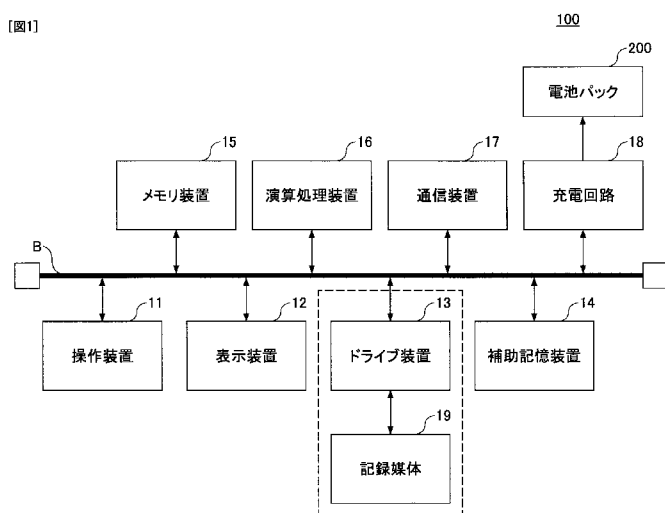 [図1]
100
200
電池パック
15
16
17
18
メモリ装置
演算処理装置
通信装置
充電回路
B
11
12
13
14
操作装置
表示装置
ドライブ装置
補助記憶装置
19
記録媒体